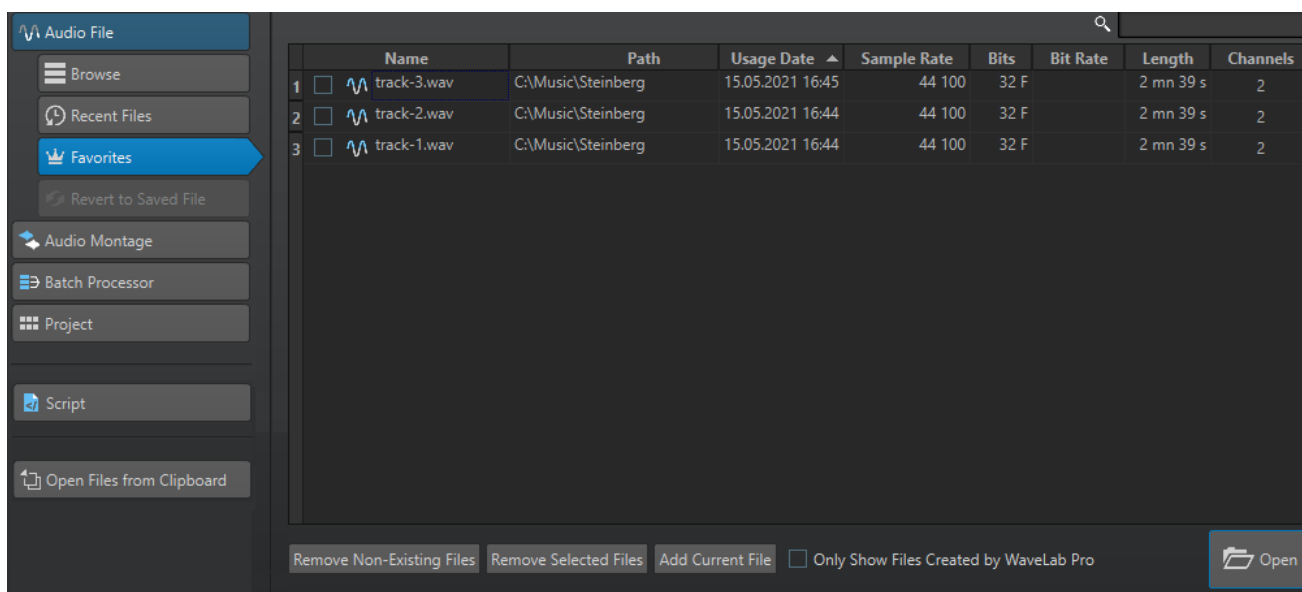 Audio File
Browse
Recent Files
Favorites
Revert to Saved File
Audio Montage
Batch Processor
Project
Script
Open Files from Clipboard
Name Path Usage Date Sample Rate Bits Bit Rate Length Channels
1 track-3.wav C:\Music\Steinberg 15.05.2021 16:45 44 100 32 F 2 mn 39 s 2
2 track-2.wav C:\Music\Steinberg 15.05.2021 16:44 44 100 32 F 2 mn 39 s 2
3 track-1.wav C:\Music\Steinberg 15.05.2021 16:44 44 100 32 F 2 mn 39 s 2
Remove Non-Existing Files Remove Selected Files Add Current File Only Show Files Created by WaveLab Pro Open